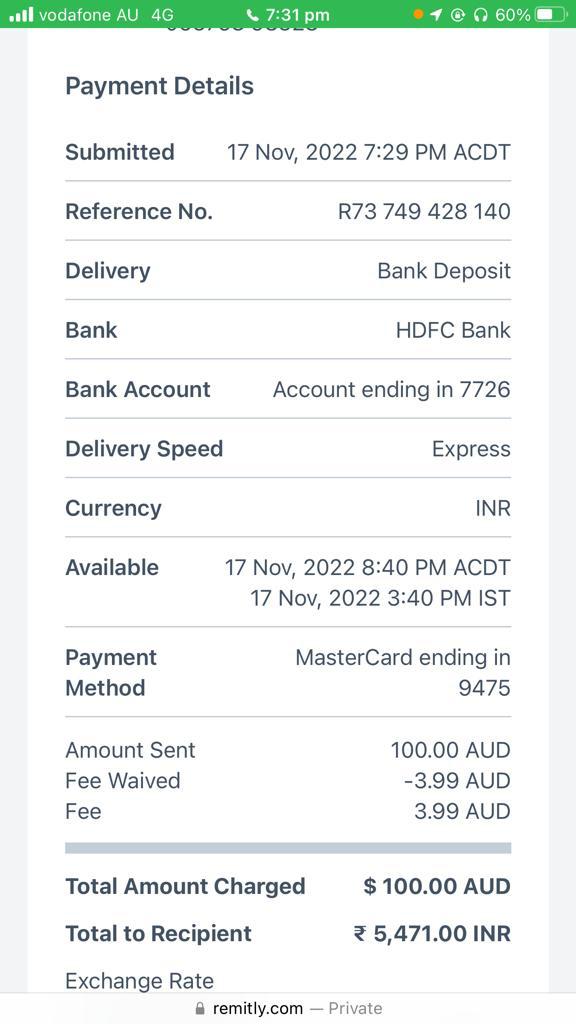 vodafone AU 4G 7:31 pm 60%
Payment Details
Submitted 17 Nov, 2022 7:29 PM ACDT
Reference No. R73 749 428 140
Delivery Bank Deposit
Bank HDFC Bank
Bank Account Account ending in 7726
Delivery Speed Express
Currency INR
Available 17 Nov, 2022 8:40 PM ACDT
17 Nov, 2022 3:40 PM IST
Payment MasterCard ending in
Method 9475
Amount Sent 100.00 AUD
Fee Waived -3.99 AUD
Fee 3.99 AUD
Total Amount Charged $ 100.00 AUD
Total to Recipient ₹ 5,471.00 INR
Exchange Rate
remitly.com — Private